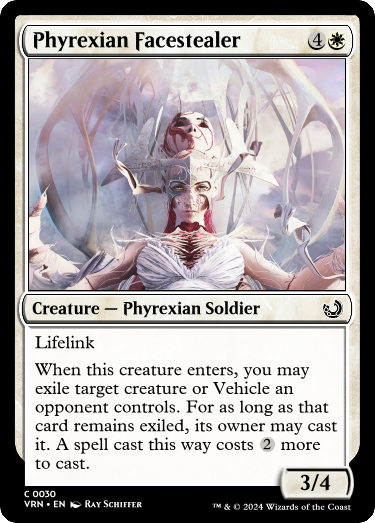 Phyrexian Facestealer 4
Creature — Phyrexian Soldier
Lifelink
When this creature enters, you may
exile target creature or Vehicle an
opponent controls. For as long as that
card remains exiled, its owner may cast
it. A spell cast this way costs 2 more
to cast.
3/4
C 0030
VRN • EN Ray Schiffer
™ & © 2024 Wizards of the Coast